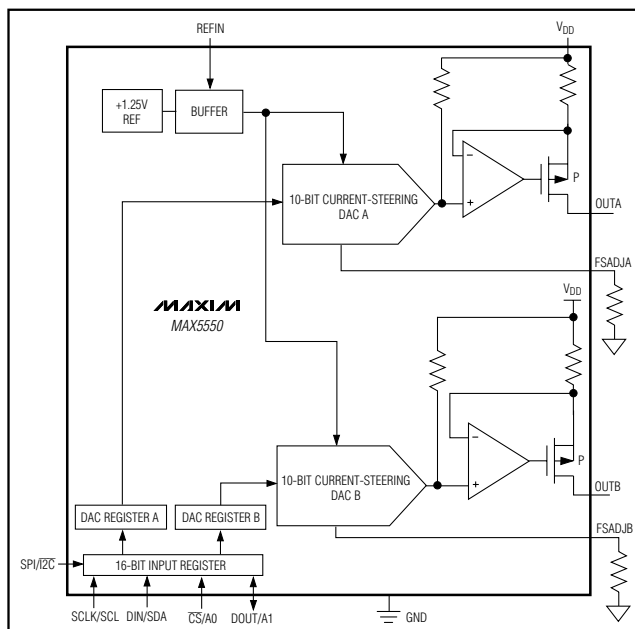 REFIN
V_DD
+1.25V
REF
BUFFER
P
10-BIT CURRENT-STEERING
DAC A
OUTA
FSADJA
MAXIM
MAX5550
V_DD
P
10-BIT CURRENT-STEERING
DAC B
OUTB
FSADJB
DAC REGISTER A
DAC REGISTER B
SPI/I2C
16-BIT INPUT REGISTER
SCLK/SCL
DIN/SDA
CS/A0
DOUT/A1
GND